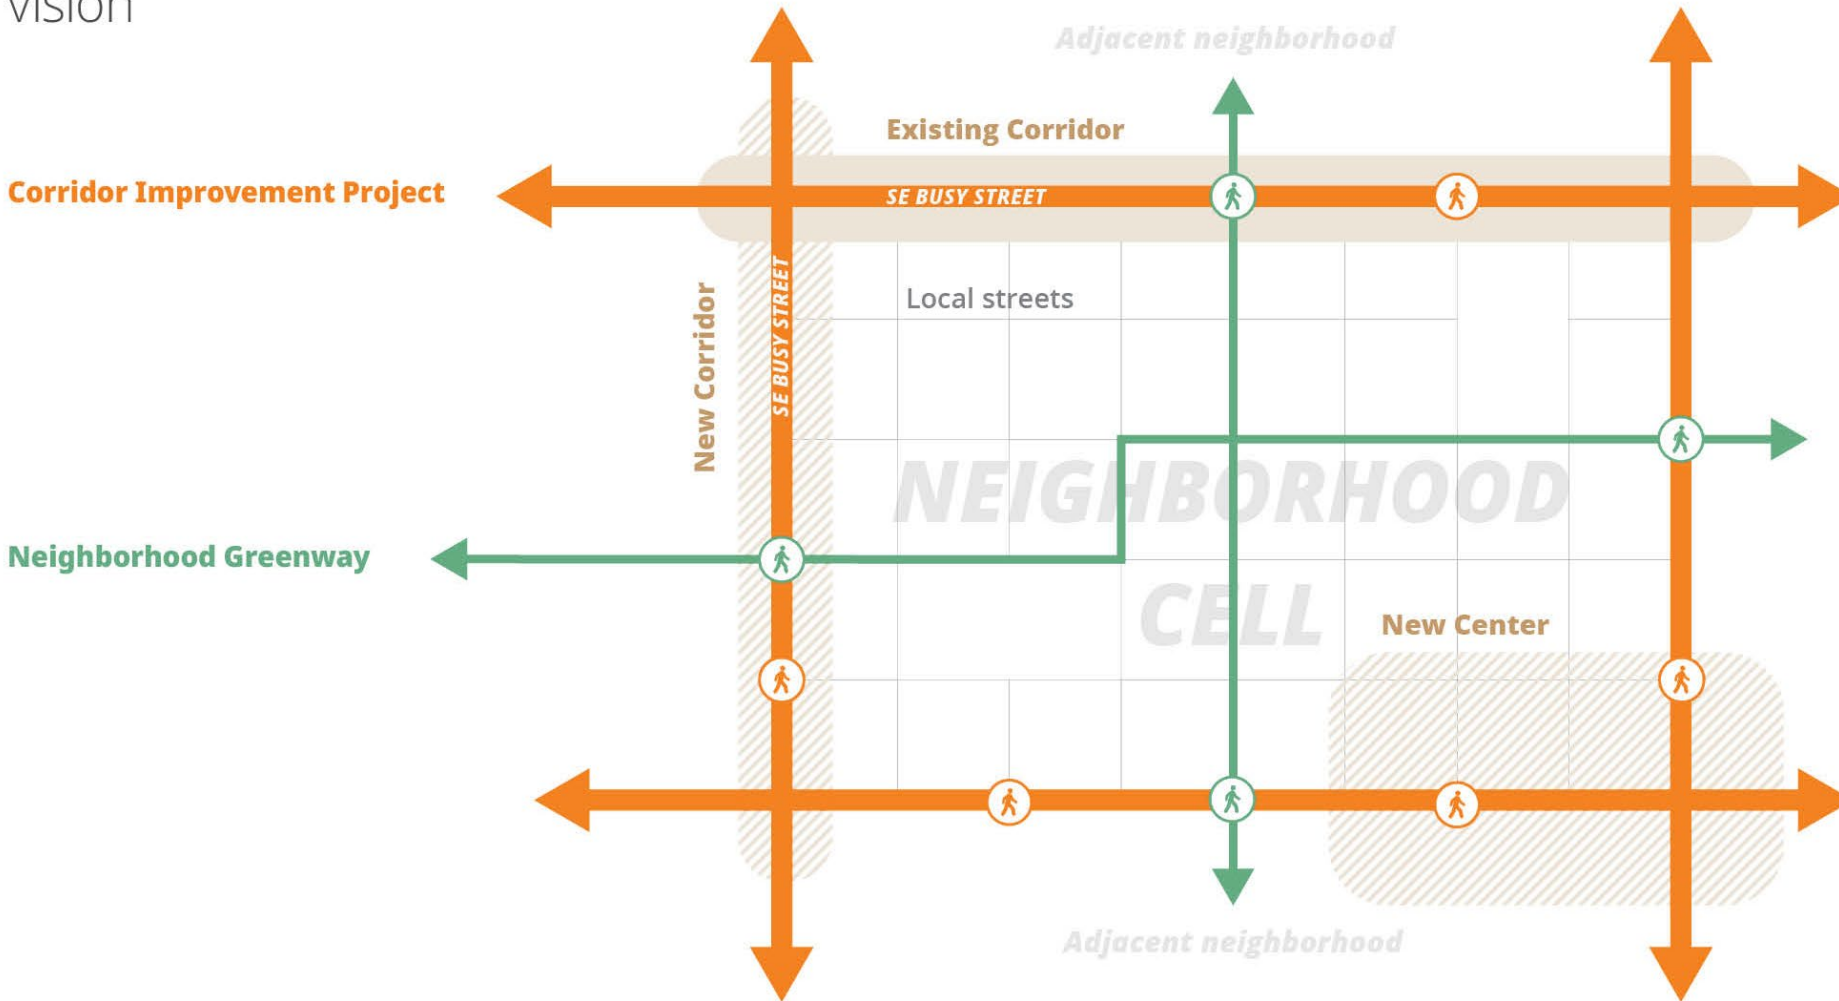 vision
Adjacent neighborhood
Existing Corridor
Corridor Improvement Project
SE BUSY STREET
SE BUSY STREET
New Corridor
Local streets
NEIGHBORHOOD
CELL
Neighborhood Greenway
New Center
Adjacent neighborhood